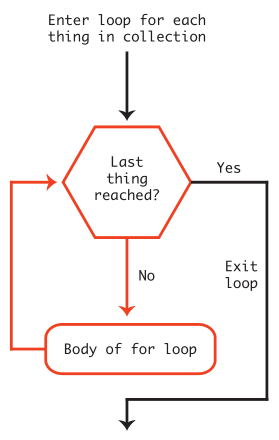 Enter loop for each
thing in collection
Last
thing
reached?
Yes
No
Exit
loop
Body of for loop